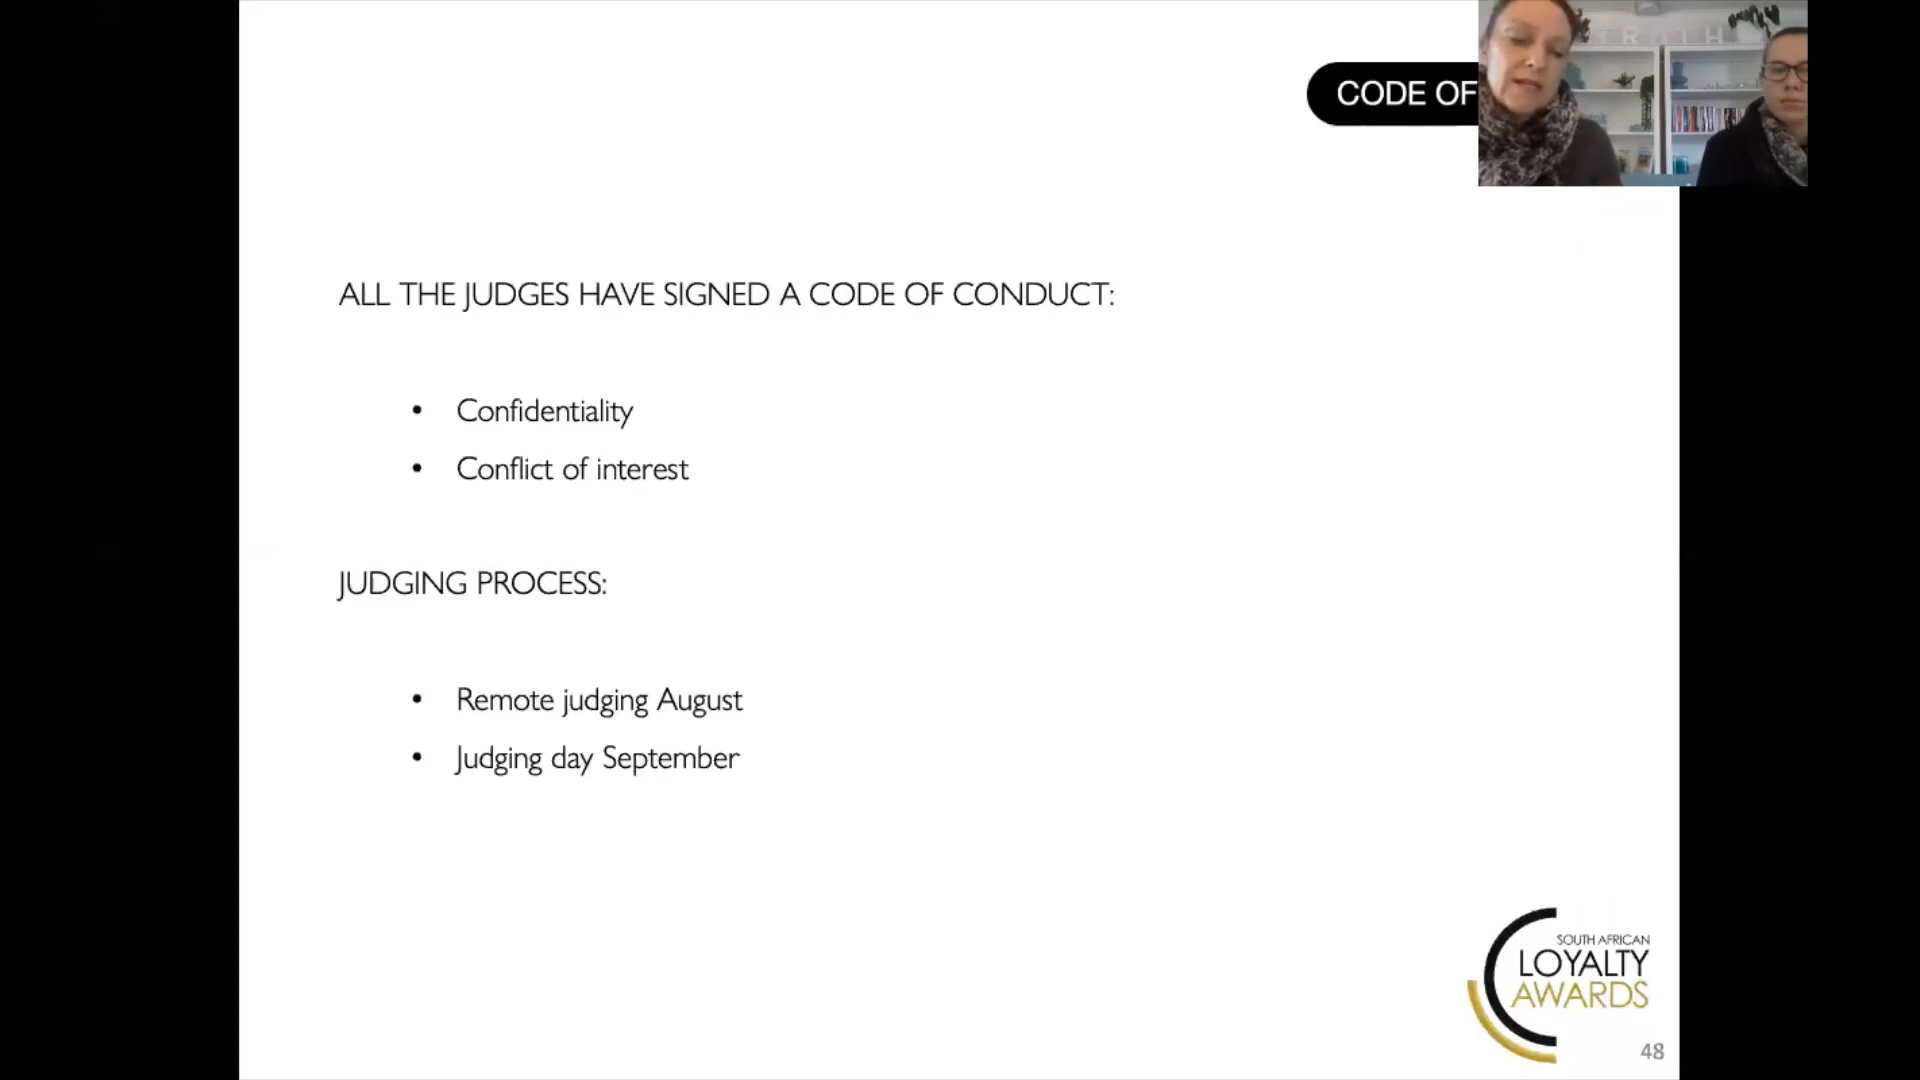 CODE OF
TRUTH
ALL THE JUDGES HAVE SIGNED A CODE OF CONDUCT:
• Confidentiality
• Conflict of interest
JUDGING PROCESS:
• Remote judging August
• Judging day September
SOUTH AFRICAN
LOYALTY
AWARDS
48